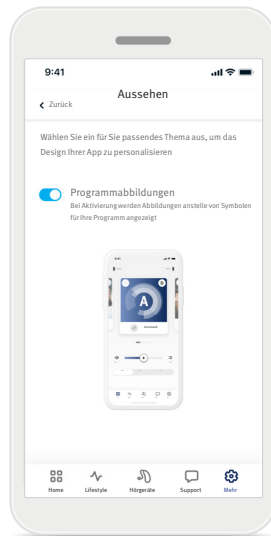 9:41
Aussehen
Zurück
Wählen Sie ein für Sie passendes Thema aus, um das
Design Ihrer App zu personalisieren
Programmabbildungen
Bei Aktivierung werden Abbildungen anstelle von Symbolen
für Ihre Programm angezeigt
A
Home Lifestyle Hörgeräte Support Mehr